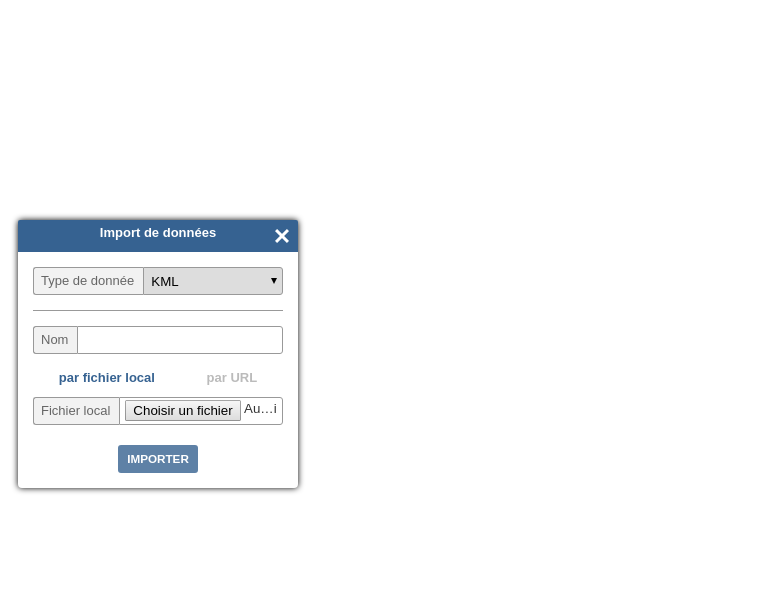 Import de données
Type de donnée KML
Nom
par fichier local par URL
Fichier local Choisir un fichier Au…i
IMPORTER